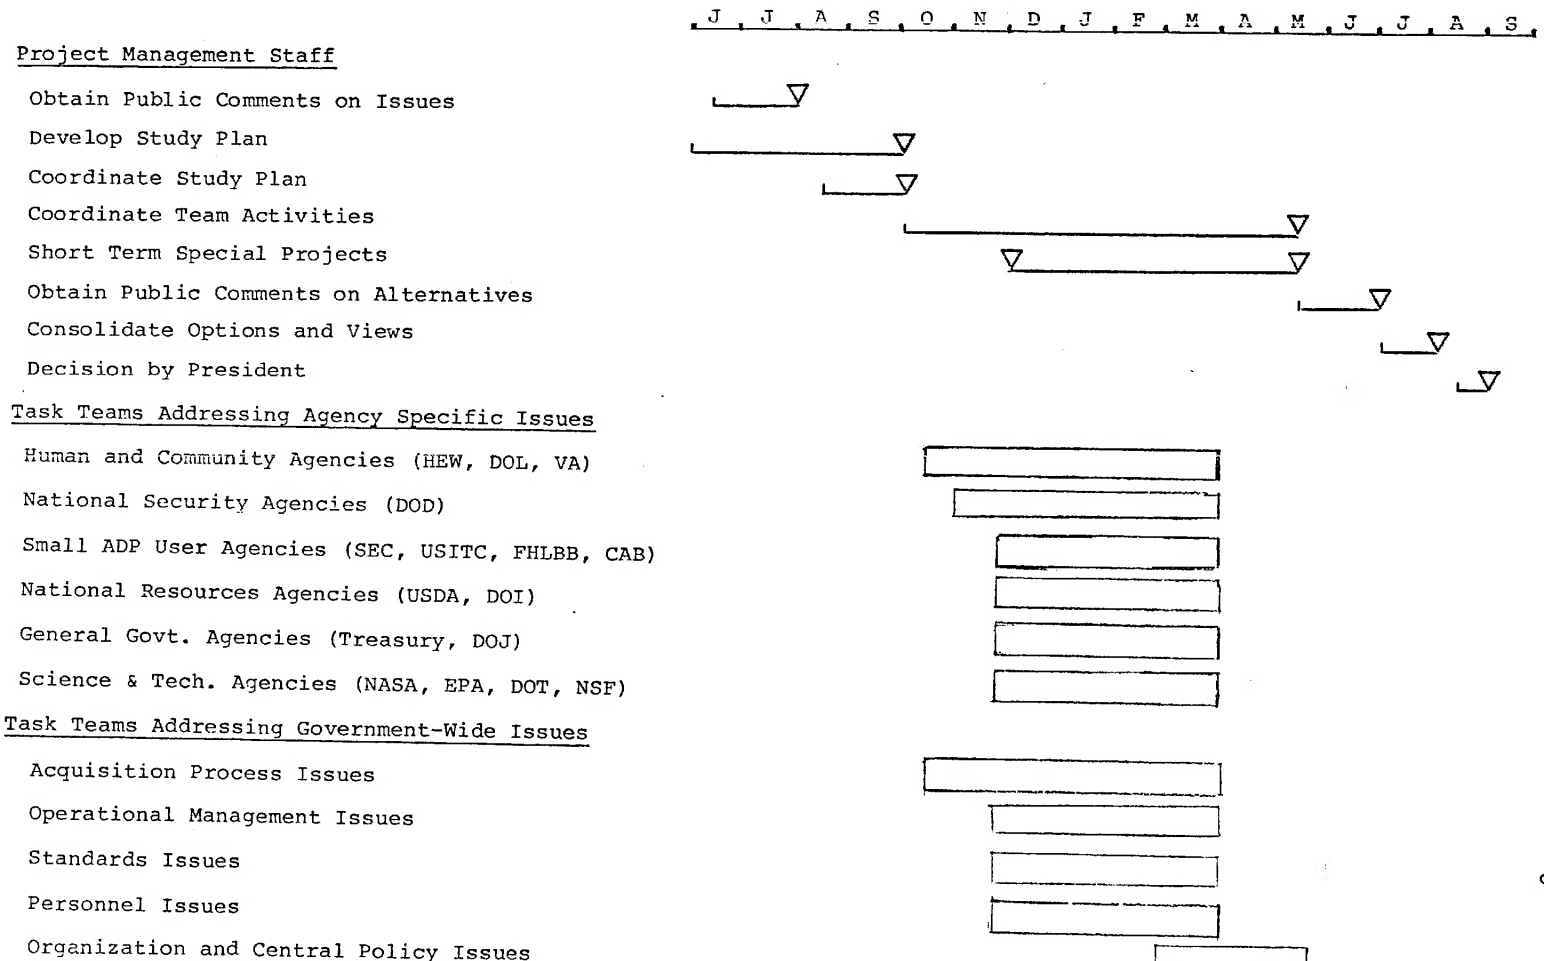 J J A S O N D J F M A M J J A S
Project Management Staff
Obtain Public Comments on Issues
Develop Study Plan
Coordinate Study Plan
Coordinate Team Activities
Short Term Special Projects
Obtain Public Comments on Alternatives
Consolidate Options and Views
Decision by President
Task Teams Addressing Agency Specific Issues
Human and Community Agencies (HEW, DOL, VA)
National Security Agencies (DOD)
Small ADP User Agencies (SEC, USITC, FHLBB, CAB)
National Resources Agencies (USDA, DOI)
General Govt. Agencies (Treasury, DOJ)
Science & Tech. Agencies (NASA, EPA, DOT, NSF)
Task Teams Addressing Government-Wide Issues
Acquisition Process Issues
Operational Management Issues
Standards Issues
Personnel Issues
Organization and Central Policy Issues